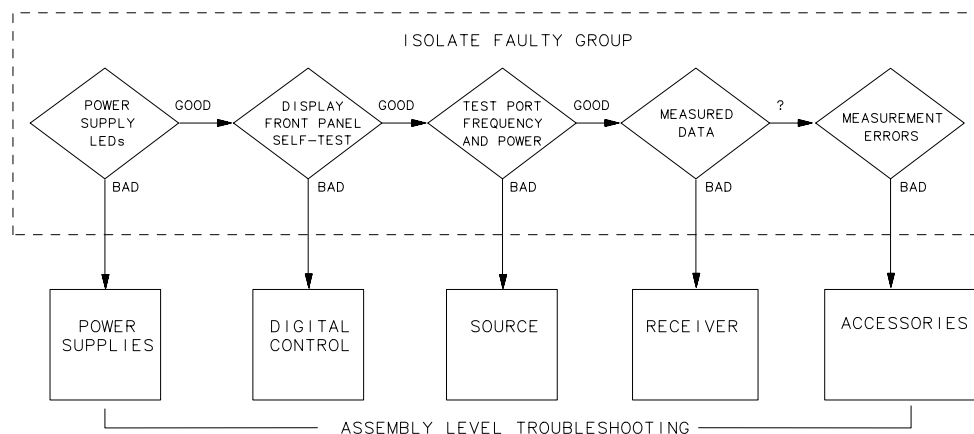 ISOLATE FAULTY GROUP
POWER
SUPPLY
LEDs
GOOD
DISPLAY
FRONT PANEL
SELF-TEST
GOOD
TEST PORT
FREQUENCY
AND POWER
GOOD
MEASURED
DATA
?
MEASUREMENT
ERRORS
BAD
BAD
BAD
BAD
BAD
POWER
SUPPLIES
DIGITAL
CONTROL
SOURCE
RECEIVER
ACCESSORIES
ASSEMBLY LEVEL TROUBLESHOOTING